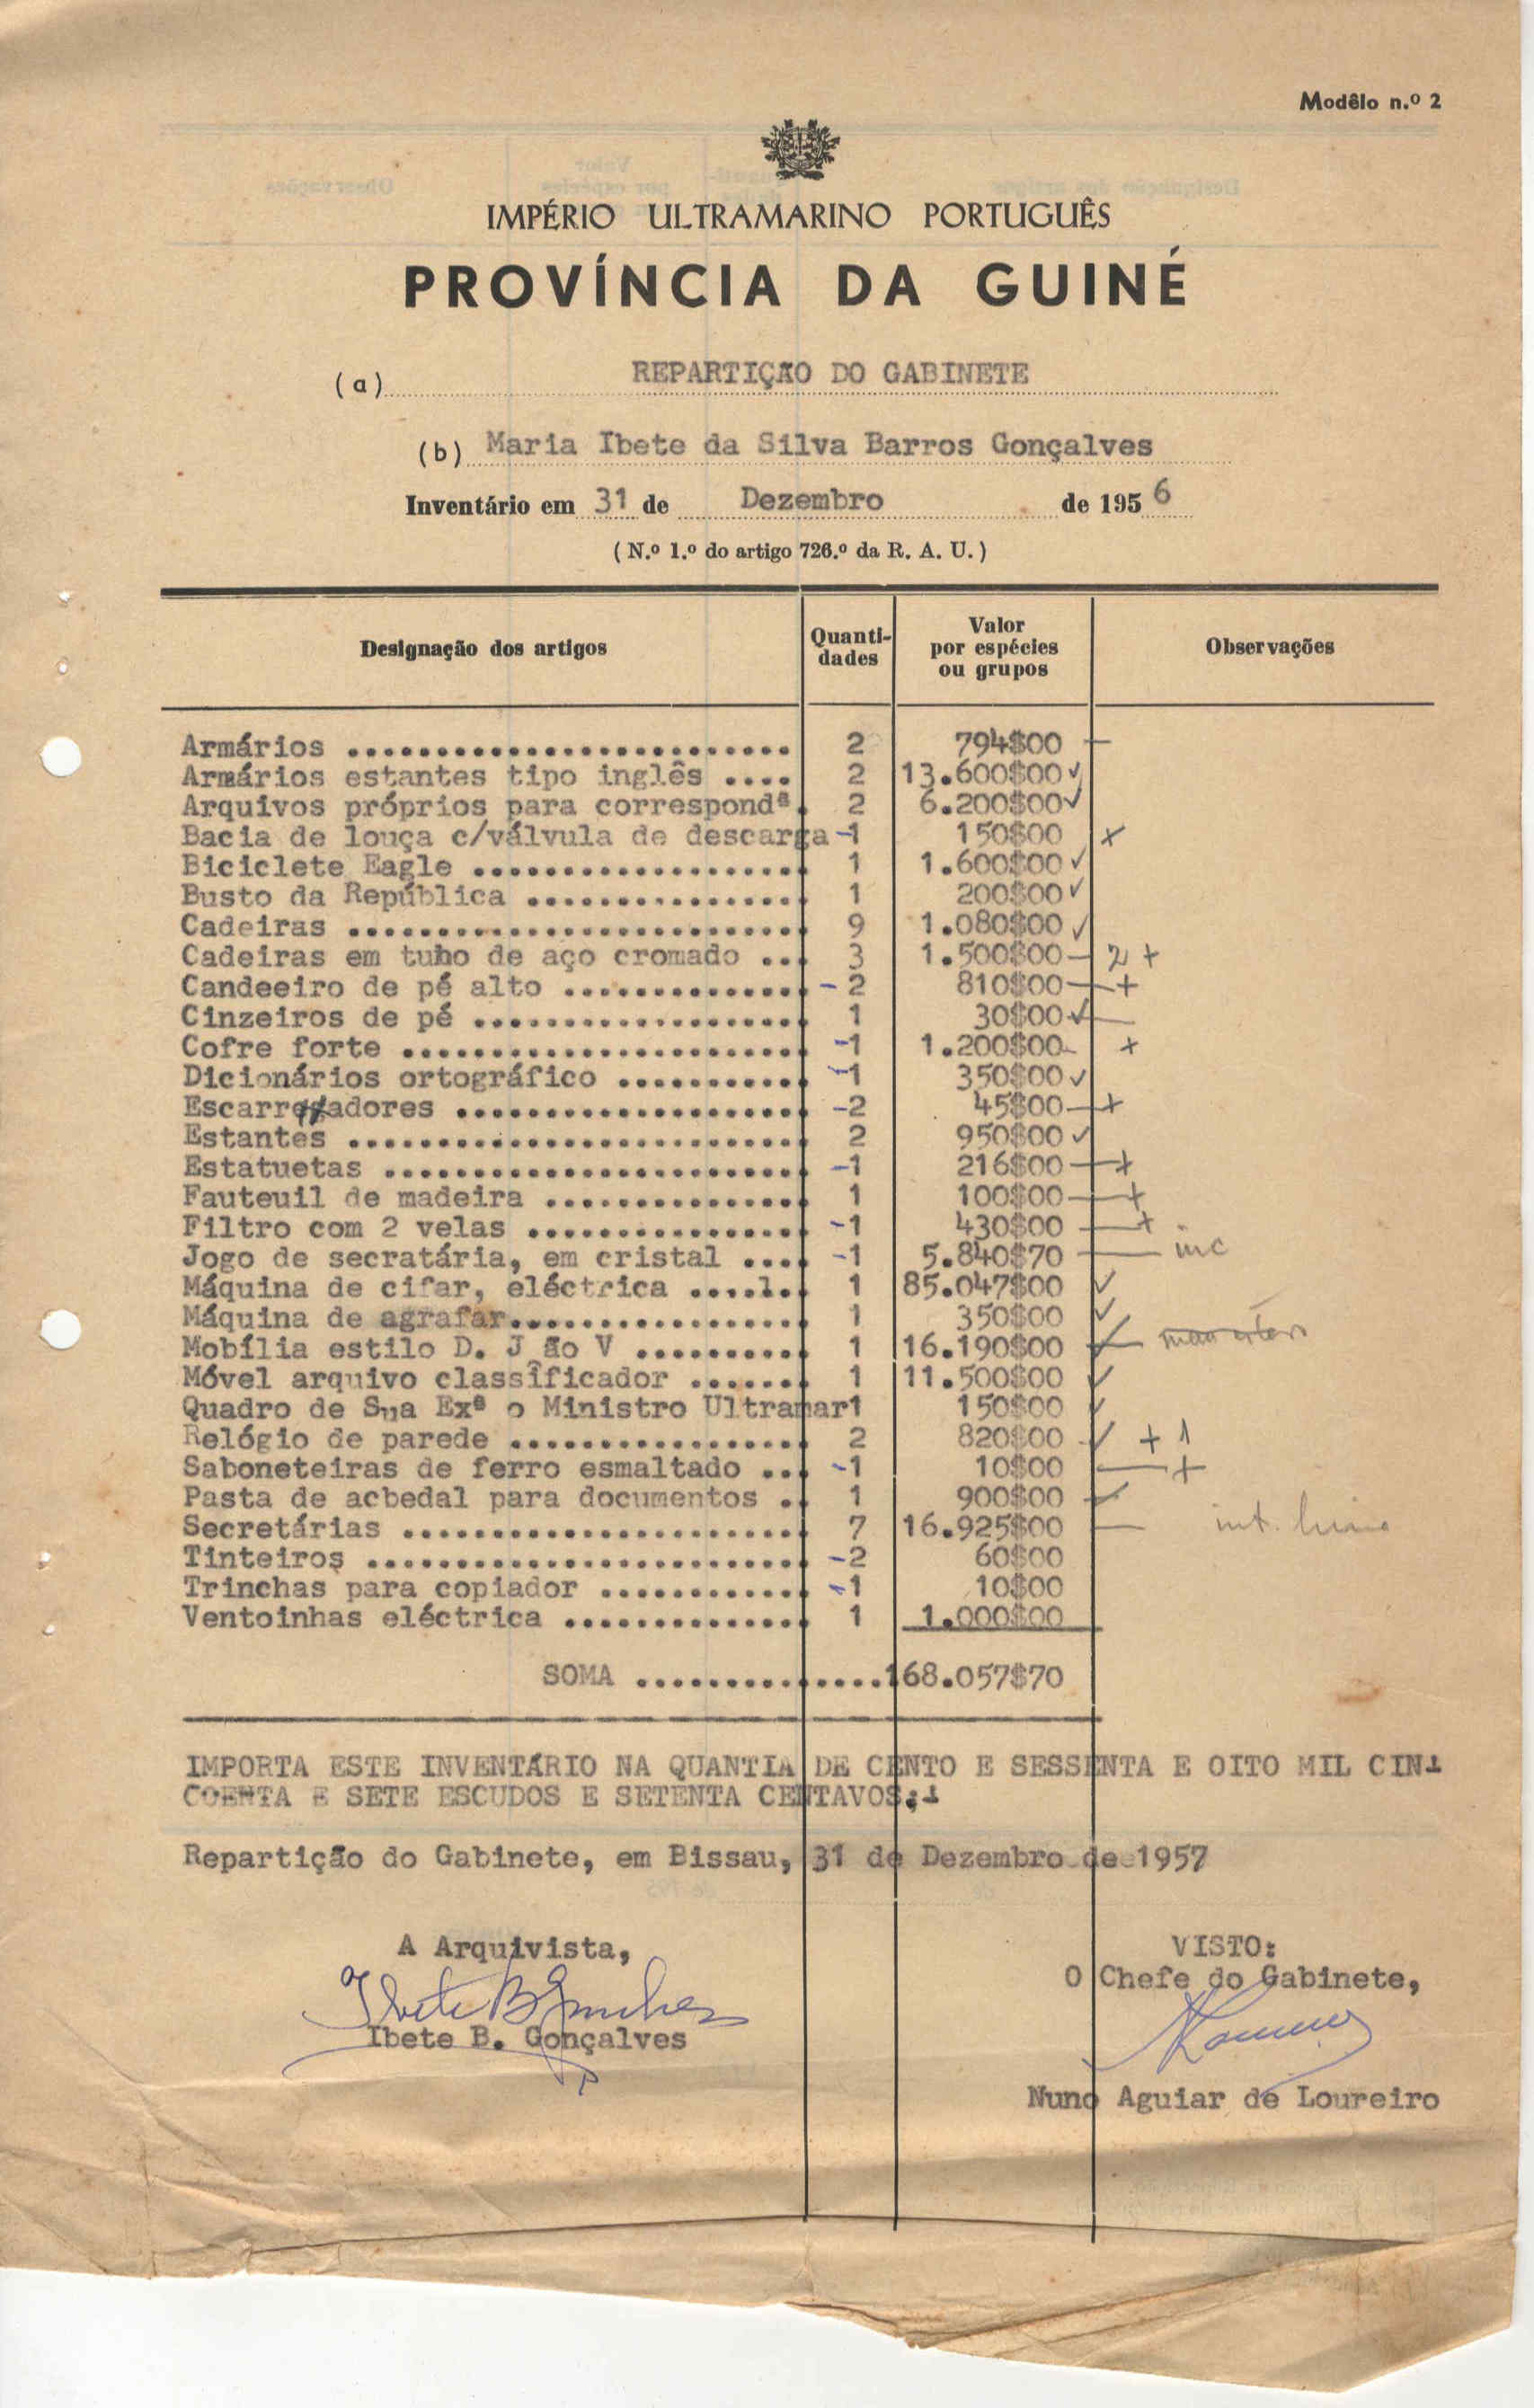 Modêlo n.º 2
IMPÉRIO ULTRAMARINO PORTUGUÊS
PROVÍNCIA DA GUINÉ
(a) REPARTIÇÃO DO GABINETE
(b) Maria Ibete da Silva Barros Gonçalves
Inventário em 31 de Dezembro de 1956
(N.º 1.º do artigo 726.º da R. A. U.)
Designação dos artigos Quanti-dades Valor por espécies ou grupos Observações
Armários ........................ 2 794$00 —
Armários estantes tipo inglês .... 2 13.600$00 ✓
Arquivos próprios para correspondª. 2 6.200$00 ✓
Bacia de louça c/válvula de descarga -1 150$00 +
Biciclete Eagle .................. 1 1.600$00 ✓
Busto da República ............... 1 200$00 ✓
Cadeiras ......................... 9 1.080$00 ✓
Cadeiras em tubo de aço cromado ... 3 1.500$00 — 2 +
Candeeiro de pé alto ............. -2 810$00 — +
Cinzeiros de pé .................. 1 30$00 ✓ —
Cofre forte ...................... -1 1.200$00 - +
Dicionários ortográfico .......... -1 350$00 ✓
Escarradores .................... -2 45$00 — +
Estantes ......................... 2 950$00 ✓
Estatuetas ....................... -1 216$00 — +
Fauteuil de madeira .............. 1 100$00 — +
Filtro com 2 velas ............... -1 430$00 — +
Jogo de secratária, em cristal .... -1 5.840$70 — inc
Máquina de cifar, eléctrica ....l.. 1 85.047$00 ✓
Máquina de agrafar................ 1 350$00 ✓
Mobília estilo D. J ão V .......... 1 16.190$00 ✓ —
Móvel arquivo classificador ....... 1 11.500$00 ✓
Quadro de Sua Exª o Ministro Ultramar1 150$00 ✓
Relógio de parede ................ 2 820$00 ✓ + 1
Saboneteiras de ferro esmaltado ... -1 10$00 — +
Pasta de acbedal para documentos .. 1 900$00 ✓
Secretárias ...................... 7 16.925$00 — int.
Tinteiros ........................ -2 60$00
Trinchas para copiador ........... -1 10$00
Ventoinhas eléctrica ............. 1 1.000$00
SOMA ..............168.057$70
IMPORTA ESTE INVENTÁRIO NA QUANTIA DE CENTO E SESSENTA E OITO MIL CIN-
COENTA E SETE ESCUDOS E SETENTA CENTAVOS;-
Repartição do Gabinete, em Bissau, 31 de Dezembro de 1957
A Arquivista,
VISTO:
O Chefe do Gabinete,
Ibete B. Gonçalves
Nuno Aguiar de Loureiro